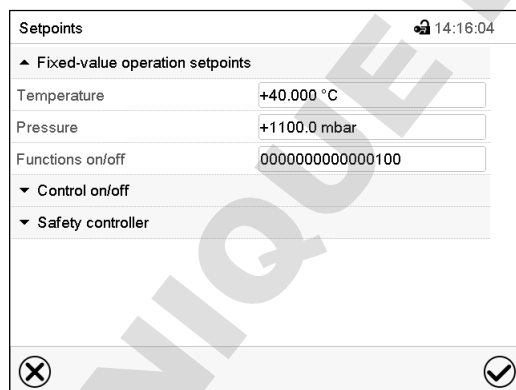 Setpoints 14:16:04
Fixed-value operation setpoints
Temperature +40.000 °C
Pressure +1100.0 mbar
Functions on/off 0000000000000100
Control on/off
Safety controller
NIQUE